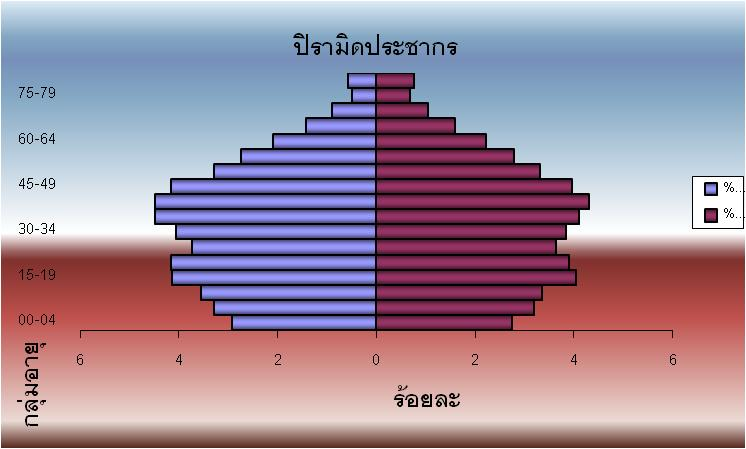 ปิรามิดประชากร
75-79
60-64
45-49
30-34
15-19
00-04
6 4 2 0 2 4 6
กลุ่มอายุ
ร้อยละ
%...
%...